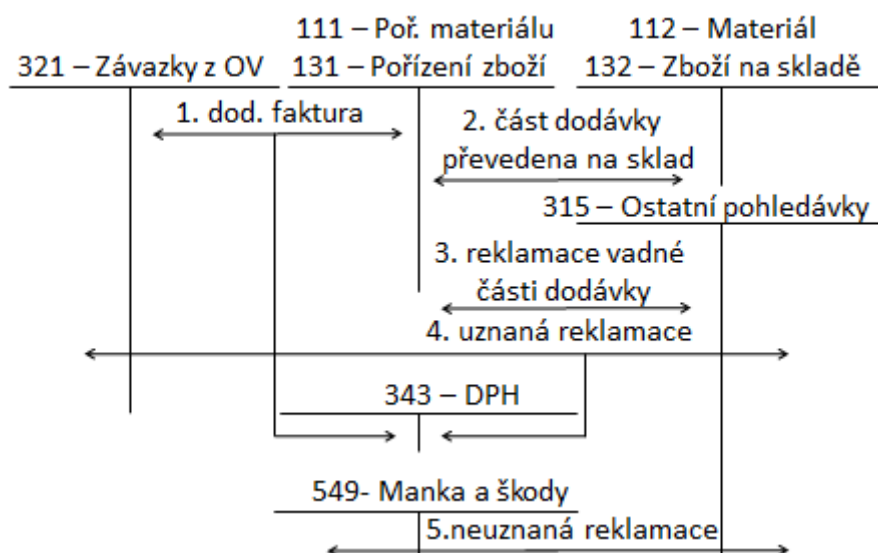 111 – Poř. materiálu
112 – Materiál
321 – Závazky z OV
131 – Pořízení zboží
132 – Zboží na skladě
1. dod. faktura
2. část dodávky
převedena na sklad
315 – Ostatní pohledávky
3. reklamace vadné
části dodávky
4. uznaná reklamace
343 – DPH
549- Manka a škody
5.neuznaná reklamace